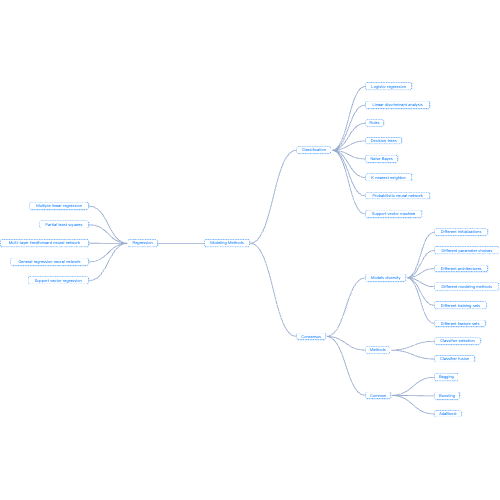 Modeling Methods
Regression
Multiple linear regression
Partial least squares
Multi-layer feedforward neural network
General regression neural network
Support vector regression
Classification
Logistic regression
Linear discriminant analysis
Rules
Decision trees
Naive Bayes
K nearest neighbor
Probabilistic neural network
Support vector machine
Consensus
Models diversity
Different initializations
Different parameter choices
Different architectures
Different modeling methods
Different training sets
Different feature sets
Methods
Classifier selection
Classifier fusion
Common
Bagging
Boosting
AdaBoost